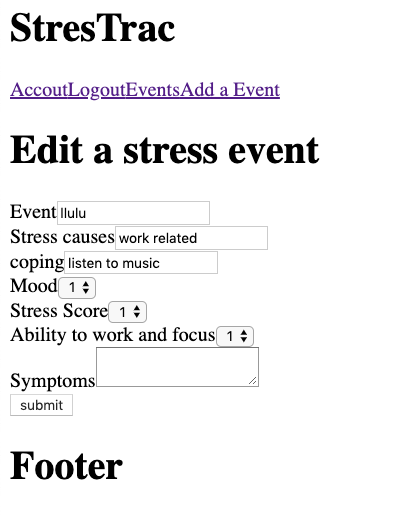 StresTrac
AccoutLogoutEventsAdd a Event
Edit a stress event
Event llulu
Stress causes work related
coping listen to music
Mood 1
Stress Score 1
Ability to work and focus 1
Symptoms
submit
Footer